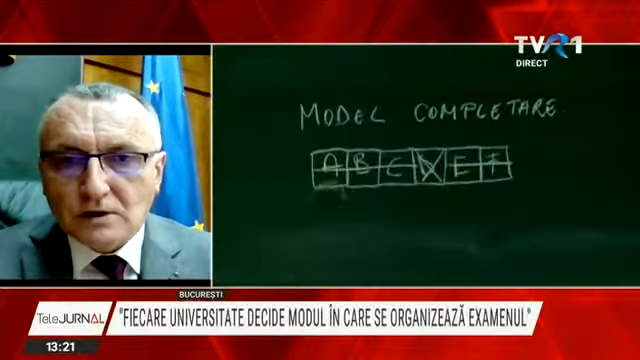 TVR1
DIRECT
MODEL COMPLETARE
A B C D E F
BUCUREȘTI
TeleJURNAL
"FIECARE UNIVERSITATE DECIDE MODUL ÎN CARE SE ORGANIZEAZĂ EXAMENUL"
13:21